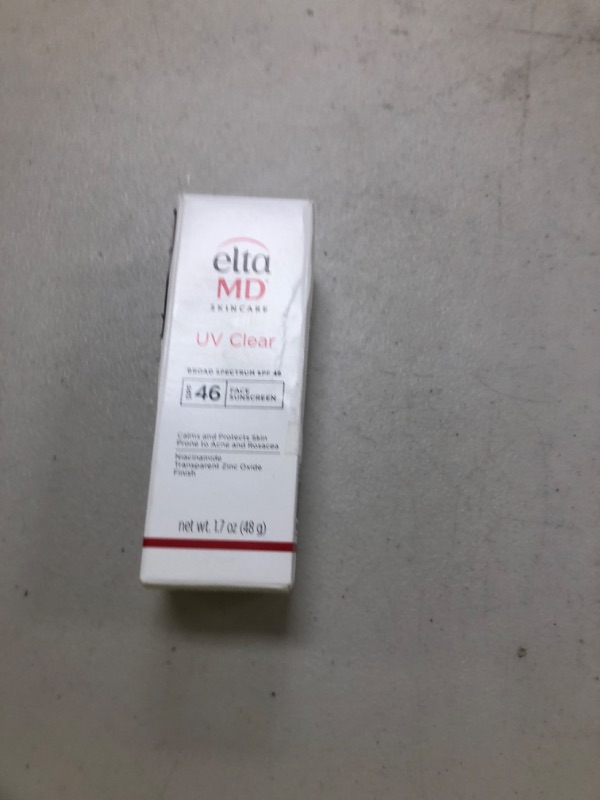 elta
MD
SKINCARE
UV Clear
BROAD SPECTRUM SPF 46
SPF 46 FACE
SUNSCREEN
Calms and Protects Skin
Prone to Acne and Rosacea
Niacinamide
Transparent Zinc Oxide
Finish
net wt. 1.7 oz (48 g)